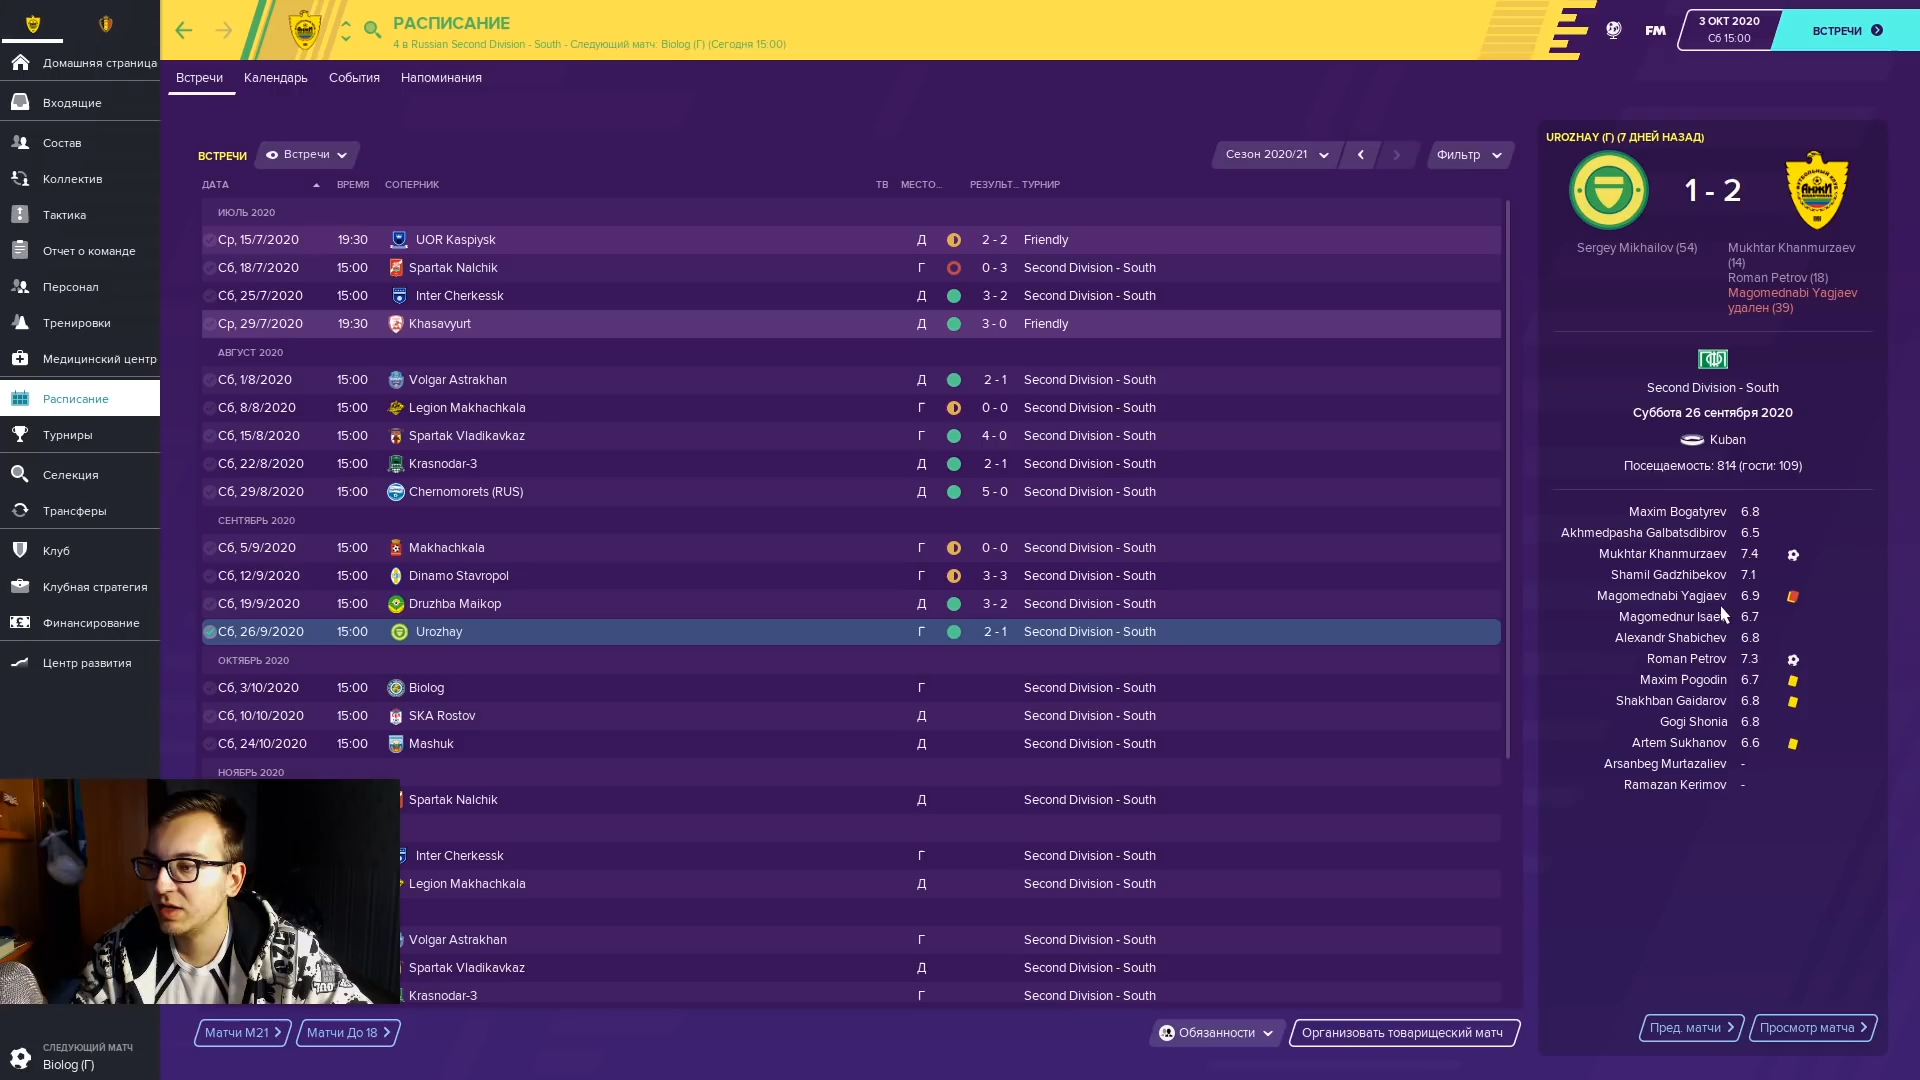 РАСПИСАНИЕ
4 в Russian Second Division - South - Следующий матч: Biolog (Г) (Сегодня 15:00)
FM
3 ОКТ 2020
Сб 15:00
ВСТРЕЧИ
Домашняя страница
Входящие
Состав
Коллектив
Тактика
Отчет о команде
Персонал
Тренировки
Медицинский центр
Расписание
Турниры
Селекция
Трансферы
Клуб
Клубная стратегия
Финансирование
Центр развития
СЛЕДУЮЩИЙ МАТЧ
Biolog (Г)
Встречи Календарь События Напоминания
ВСТРЕЧИ Встречи Сезон 2020/21 Фильтр
ДАТА ВРЕМЯ СОПЕРНИК ТВ МЕСТО... РЕЗУЛЬТ... ТУРНИР
ИЮЛЬ 2020
Ср, 15/7/2020 19:30 UOR Kaspiysk Д 2 - 2 Friendly
Сб, 18/7/2020 15:00 Spartak Nalchik Г 0 - 3 Second Division - South
Сб, 25/7/2020 15:00 Inter Cherkessk Д 3 - 2 Second Division - South
Ср, 29/7/2020 19:30 Khasavyurt Д 3 - 0 Friendly
АВГУСТ 2020
Сб, 1/8/2020 15:00 Volgar Astrakhan Д 2 - 1 Second Division - South
Сб, 8/8/2020 15:00 Legion Makhachkala Г 0 - 0 Second Division - South
Сб, 15/8/2020 15:00 Spartak Vladikavkaz Г 4 - 0 Second Division - South
Сб, 22/8/2020 15:00 Krasnodar-3 Д 2 - 1 Second Division - South
Сб, 29/8/2020 15:00 Chernomorets (RUS) Д 5 - 0 Second Division - South
СЕНТЯБРЬ 2020
Сб, 5/9/2020 15:00 Makhachkala Г 0 - 0 Second Division - South
Сб, 12/9/2020 15:00 Dinamo Stavropol Г 3 - 3 Second Division - South
Сб, 19/9/2020 15:00 Druzhba Maikop Д 3 - 2 Second Division - South
Сб, 26/9/2020 15:00 Urozhay Г 2 - 1 Second Division - South
ОКТЯБРЬ 2020
Сб, 3/10/2020 15:00 Biolog Г Second Division - South
Сб, 10/10/2020 15:00 SKA Rostov Д Second Division - South
Сб, 24/10/2020 15:00 Mashuk Д Second Division - South
НОЯБРЬ 2020
Spartak Nalchik Д Second Division - South
Inter Cherkessk Г Second Division - South
Legion Makhachkala Д Second Division - South
Volgar Astrakhan Г Second Division - South
Spartak Vladikavkaz Д Second Division - South
Krasnodar-3 Г Second Division - South
Матчи М21 Матчи До 18 Обязанности Организовать товарищеский матч
UROZHAY (Г) (7 ДНЕЙ НАЗАД)
1 - 2
АНЖИ
Sergey Mikhailov (54)
Mukhtar Khanmurzaev
(14)
Roman Petrov (18)
Magomednabi Yagjaev
удален (39)
Second Division - South
Суббота 26 сентября 2020
Kuban
Посещаемость: 814 (гости: 109)
Maxim Bogatyrev 6.8
Akhmedpasha Galbatsdibirov 6.5
Mukhtar Khanmurzaev 7.4
Shamil Gadzhibekov 7.1
Magomednabi Yagjaev 6.9
Magomednur Isaev 6.7
Alexandr Shabichev 6.8
Roman Petrov 7.3
Maxim Pogodin 6.7
Shakhban Gaidarov 6.8
Gogi Shonia 6.8
Artem Sukhanov 6.6
Arsanbeg Murtazaliev -
Ramazan Kerimov -
Пред. матчи Просмотр матча